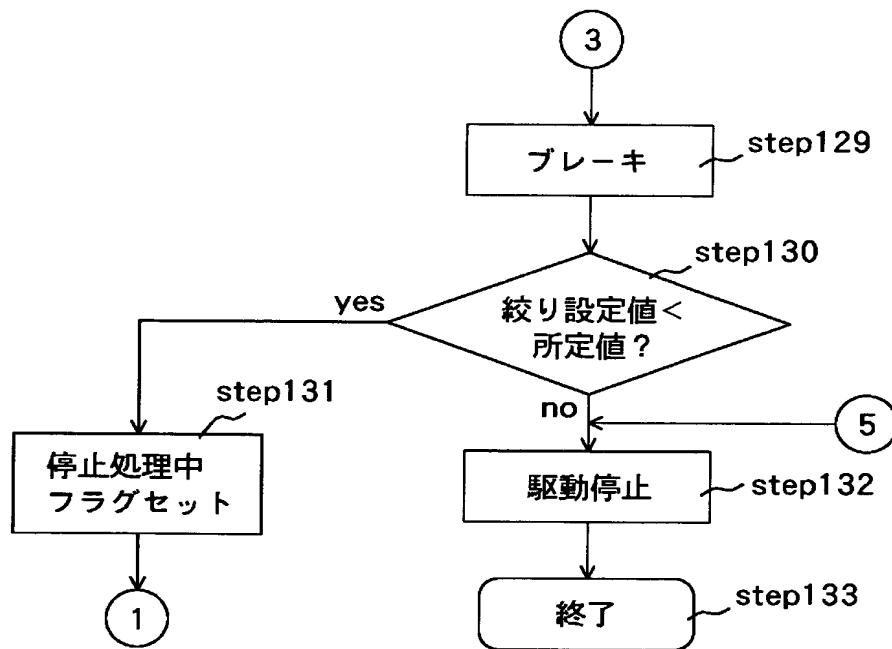 3
ブレーキ
step129
step130
yes
絞り設定値<
所定値?
step131
no
5
停止処理中
フラグセット
駆動停止
step132
1
終了
step133